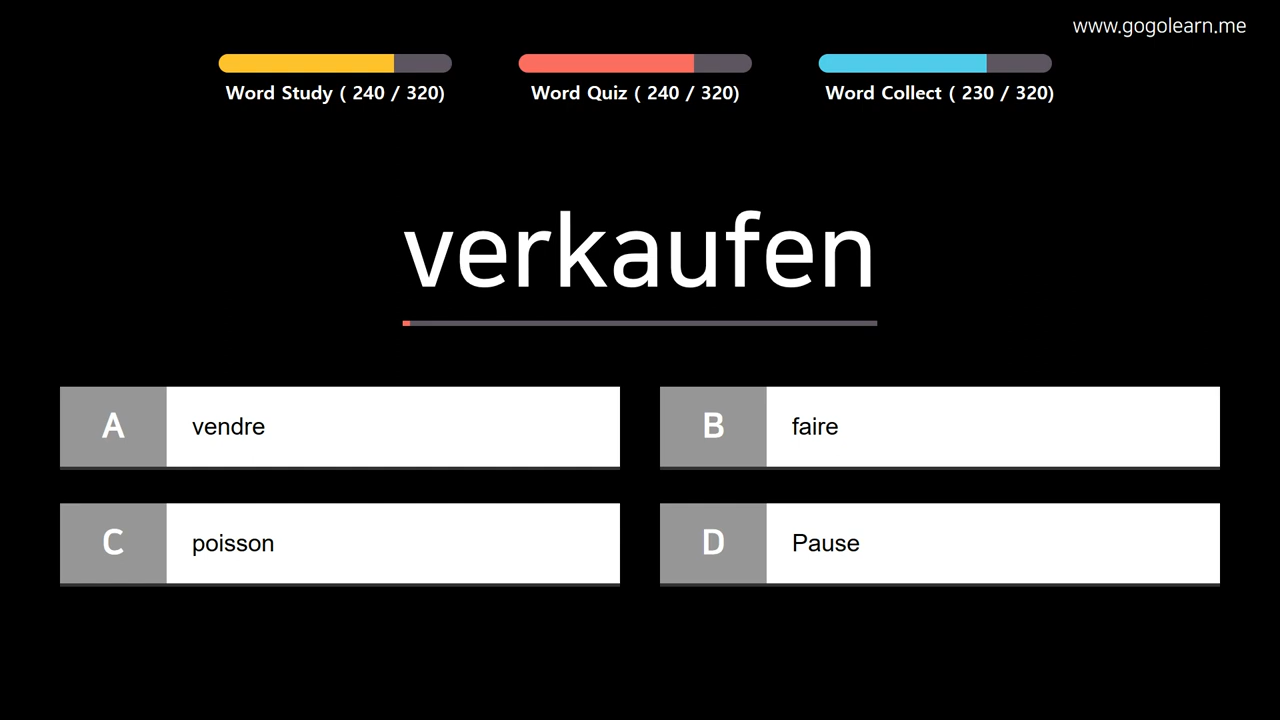 www.gogolearn.me
Word Study ( 240 / 320)
Word Quiz ( 240 / 320)
Word Collect ( 230 / 320)
verkaufen
A vendre
B faire
C poisson
D Pause